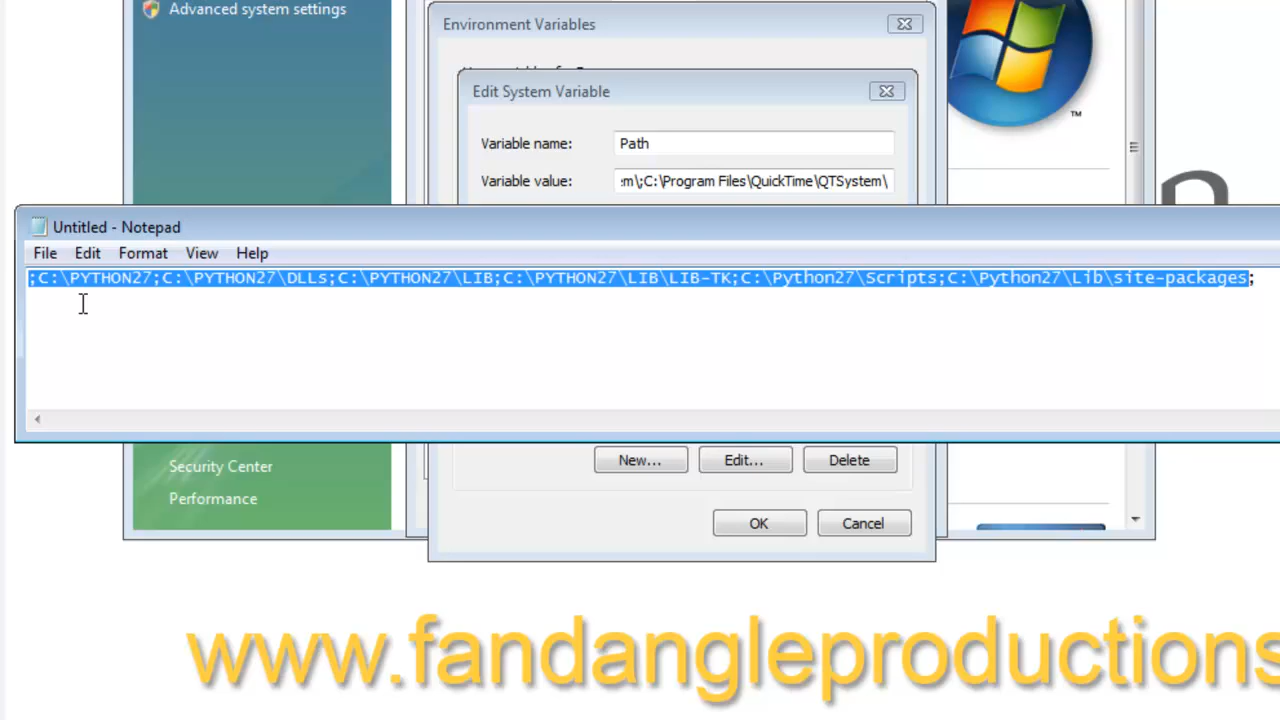 Advanced system settings
Environment Variables
Edit System Variable
Variable name:
Path
Variable value:
em\;C:\Program Files\QuickTime\QTSystem\
Untitled - Notepad
File Edit Format View Help
;C:\PYTHON27;C:\PYTHON27\DLLs;C:\PYTHON27\LIB;C:\PYTHON27\LIB\LIB-TK;C:\Python27\Scripts;C:\Python27\Lib\site-packages;
New... Edit... Delete
Security Center
Performance
OK Cancel
www.fandangleproductions